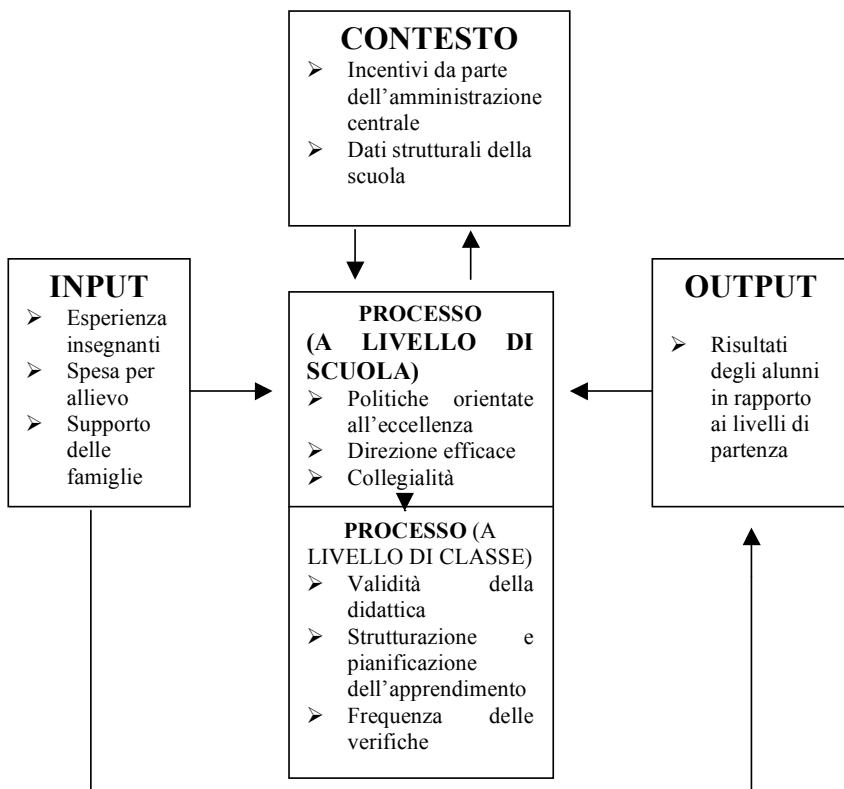 CONTESTO
➢ Incentivi da parte
dell’amministrazione
centrale
➢ Dati strutturali della
scuola
INPUT
➢ Esperienza
insegnanti
➢ Spesa per
allievo
➢ Supporto
delle
famiglie
PROCESSO
(A LIVELLO DI
SCUOLA)
➢ Politiche orientate
all’eccellenza
➢ Direzione efficace
➢ Collegialità
PROCESSO (A
LIVELLO DI CLASSE)
➢ Validità della
didattica
➢ Strutturazione e
pianificazione
dell’apprendimento
➢ Frequenza delle
verifiche
OUTPUT
➢ Risultati
degli alunni
in rapporto
ai livelli di
partenza